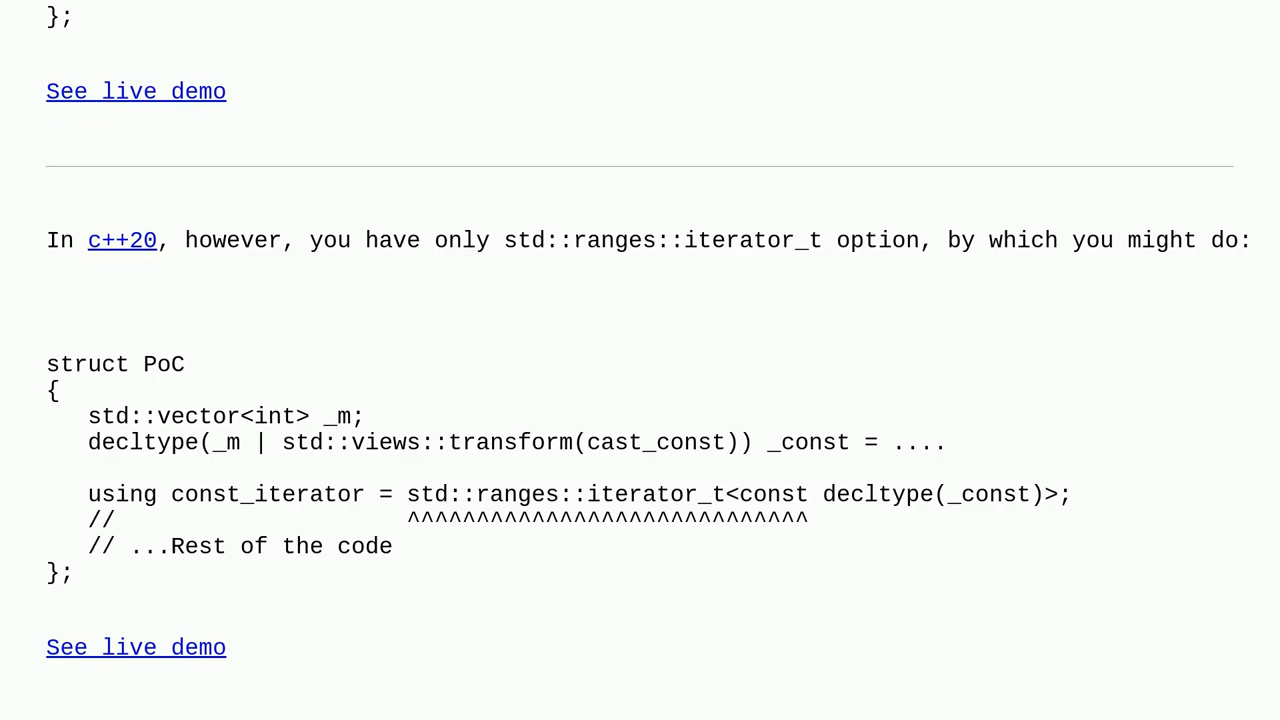 };
See live demo
In c++20, however, you have only std::ranges::iterator_t option, by which you might do:
struct PoC
{
   std::vector<int> _m;
   decltype(_m | std::views::transform(cast_const)) _const = ....
   using const_iterator = std::ranges::iterator_t<const decltype(_const)>;
   //                     ^^^^^^^^^^^^^^^^^^^^^^^^^^^^^
   // ...Rest of the code
};
See live demo